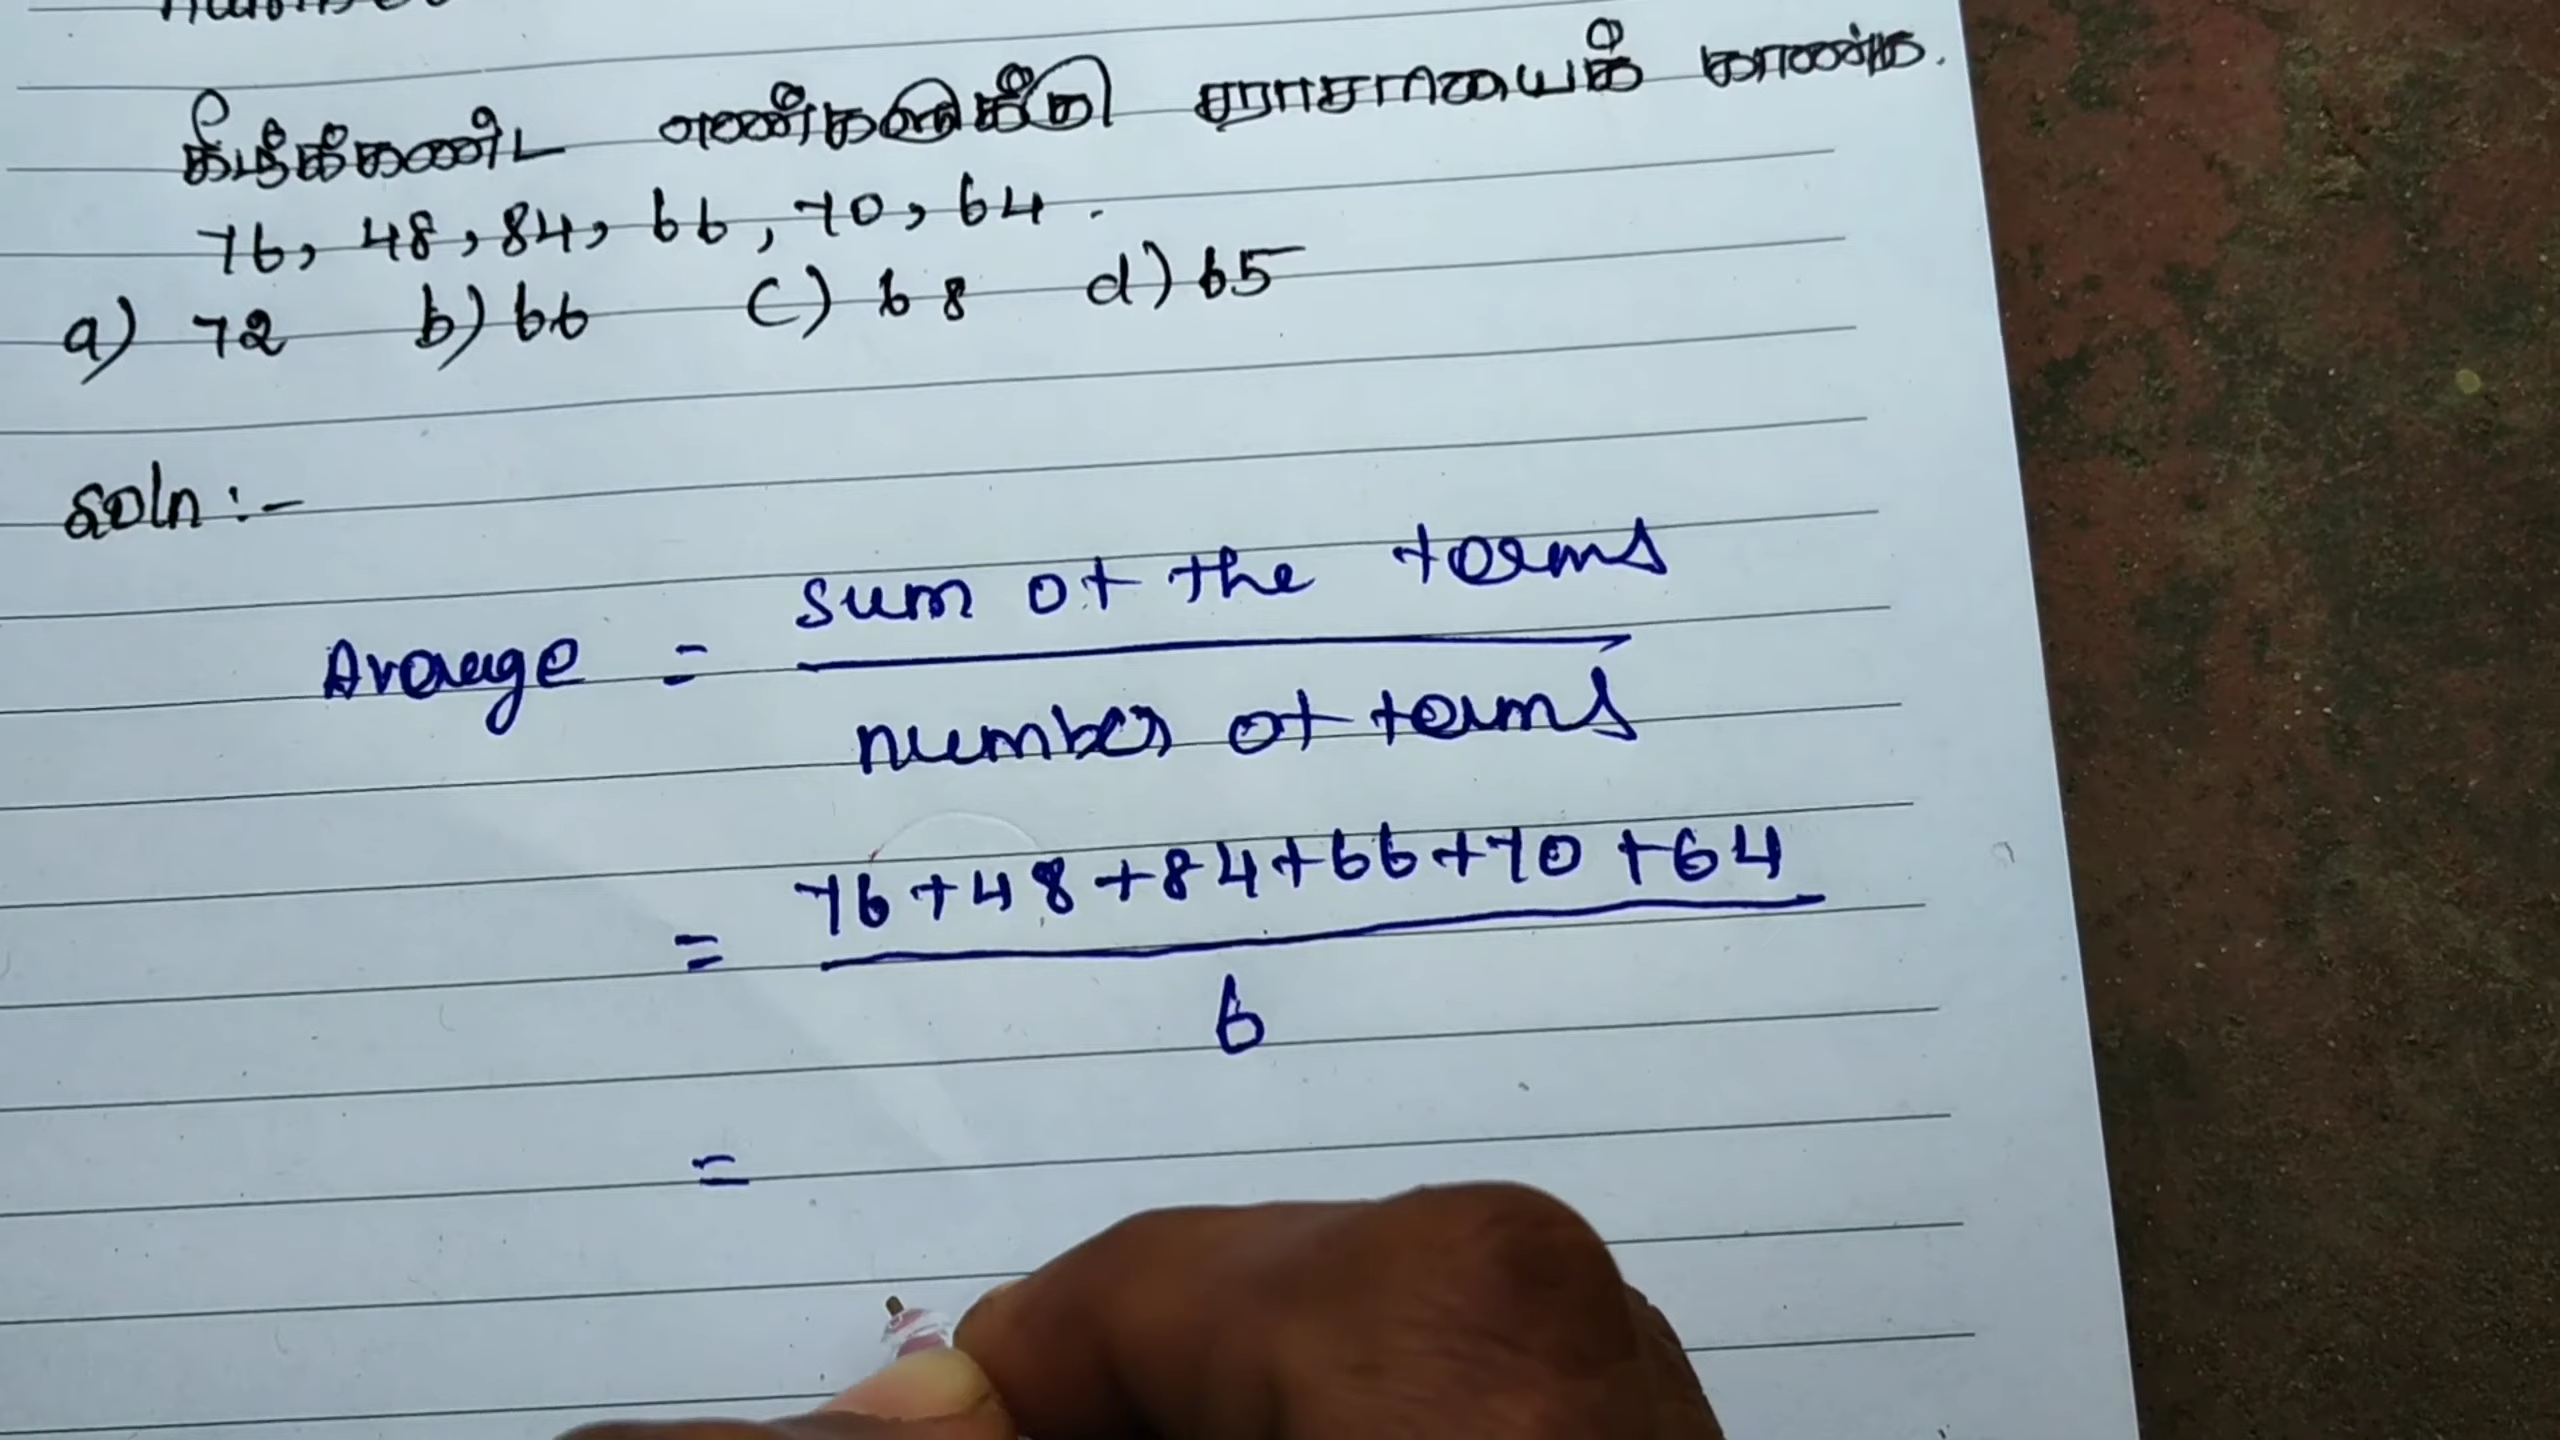 கீழ்க்கண்ட எண்களுக்கு சராசரியைக் காண்க.
76, 48, 84, 66, 70, 64.
a) 72 b) 66 c) 68 d) 65
Soln :-
Average = sum of the terms
number of terms
= 76+48+84+66+70+64
6
=